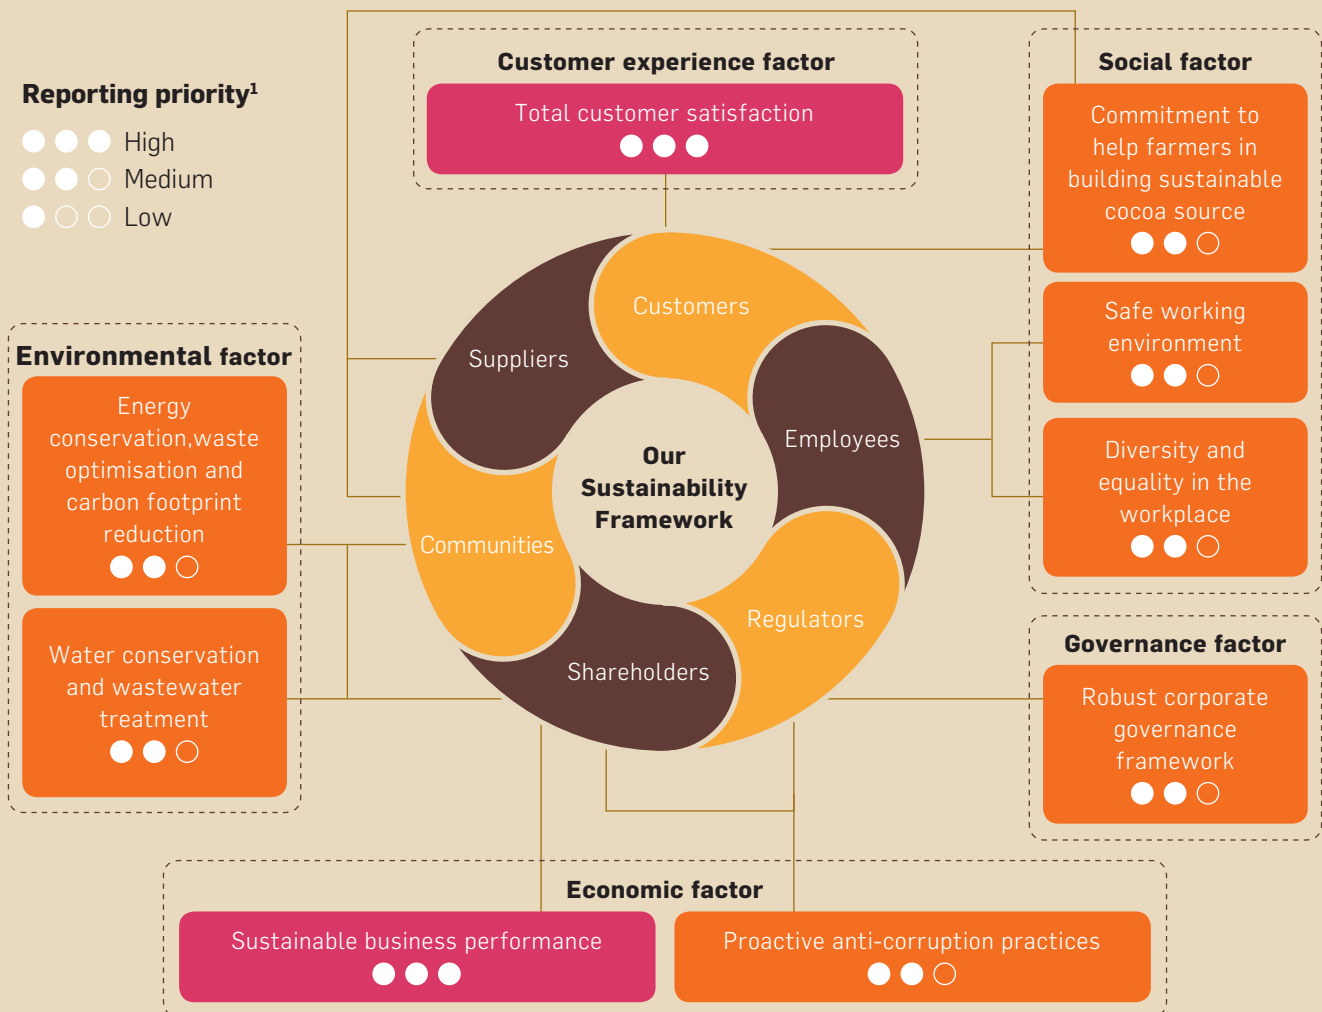 Reporting priority¹
High
Medium
Low
Customer experience factor
Total customer satisfaction
Social factor
Commitment to
help farmers in
building sustainable
cocoa source
Safe working
environment
Diversity and
equality in the
workplace
Environmental factor
Energy
conservation,waste
optimisation and
carbon footprint
reduction
Water conservation
and wastewater
treatment
Customers
Suppliers
Employees
Our
Sustainability
Framework
Communities
Regulators
Shareholders
Governance factor
Robust corporate
governance
framework
Economic factor
Sustainable business performance
Proactive anti-corruption practices